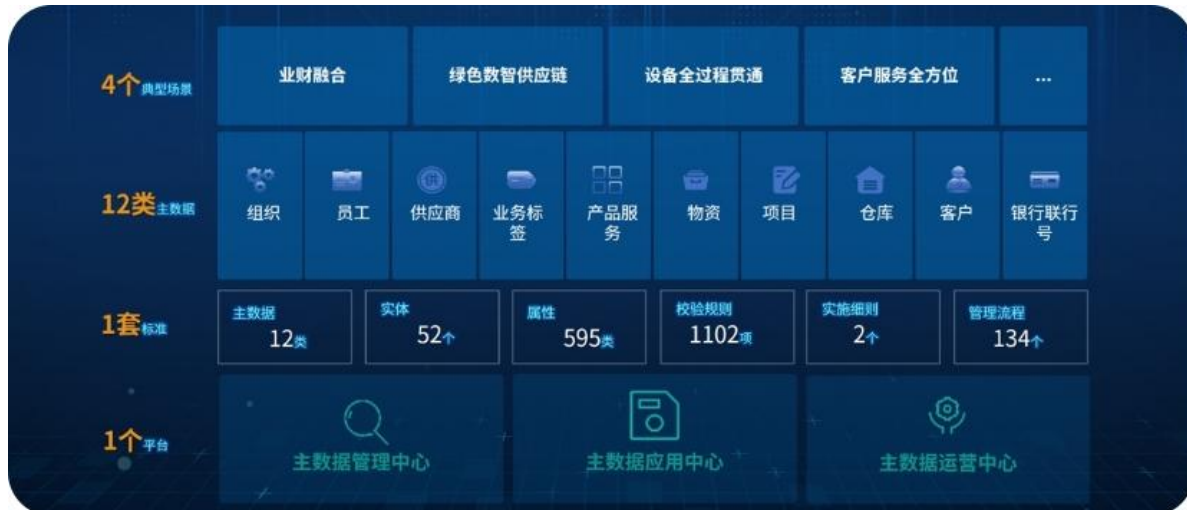 4个典型场景
业财融合
绿色数智供应链
设备全过程贯通
客户服务全方位
...
12类主数据
组织
员工
供
供应商
业务标
签
产品服
务
物资
项目
仓库
客户
银行联行
号
1套标准
主数据
12类
实体
52个
属性
595类
校验规则
1102项
实施细则
2个
管理流程
134个
1个平台
主数据管理中心
主数据应用中心
主数据运营中心